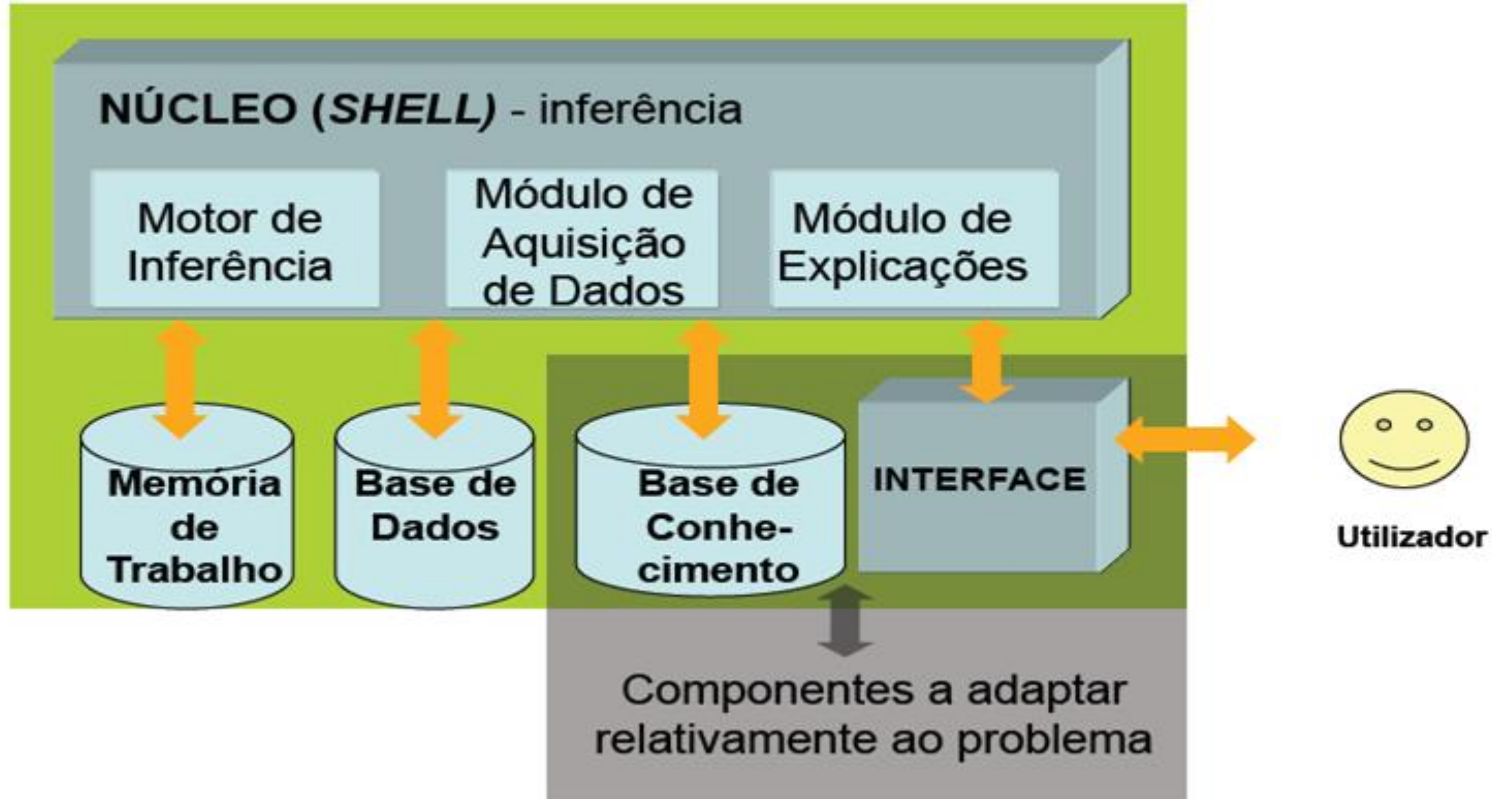 NÚCLEO (SHELL) - inferência
Motor de
Inferência
Módulo de
Aquisição
de Dados
Módulo de
Explicações
Memória
de
Trabalho
Base de
Dados
Base de
Conhe-
cimento
INTERFACE
Utilizador
Componentes a adaptar
relativamente ao problema